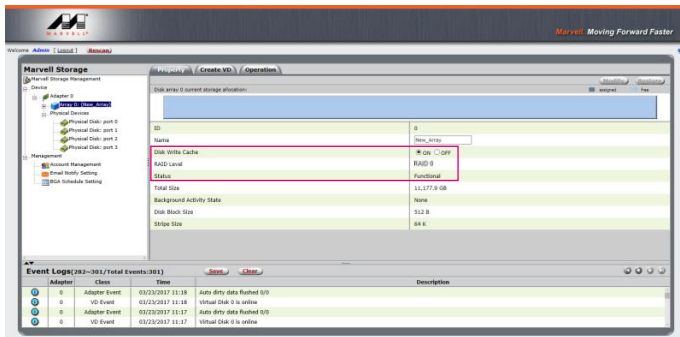 MARVELL
Marvell. Moving Forward Faster
Welcome Admin [ Logout ] Rescan
Marvell Storage
Marvell Storage Management
Device
Adapter 0
Array 0: [New_Array]
Physical Devices
Physical Disk: port 0
Physical Disk: port 1
Physical Disk: port 2
Physical Disk: port 3
Management
Account Management
Email Notify Setting
BGA Schedule Setting
Property Create VD Operation
Modify
Disk array 0 current storage allocation: assigned free
ID 0
Name New_Array
Disk Write Cache ON OFF
RAID Level RAID 0
Status Functional
Total Size 11,177.9 GB
Background Activity State None
Disk Block Size 512 B
Stripe Size 64 K
Event Logs(282~301/Total Events:301) Save Clear
Adapter Class Time Description
0 Adapter Event 03/23/2017 11:18 Auto dirty data flushed 0/0
0 VD Event 03/23/2017 11:18 Virtual Disk 0 is online
0 Adapter Event 03/23/2017 11:17 Auto dirty data flushed 0/0
0 VD Event 03/23/2017 11:17 Virtual Disk 0 is online